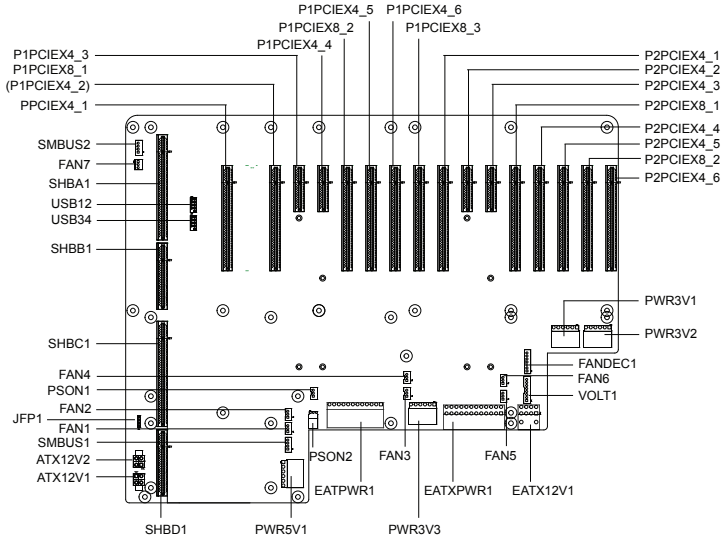 P1PCIEX4_5
P1PCIEX4_6
P1PCIEX8_2
P1PCIEX8_3
P1PCIEX4_4
P1PCIEX4_3
P1PCIEX8_1
(P1PCIEX4_2)
PPCIEX4_1
P2PCIEX4_1
P2PCIEX4_2
P2PCIEX4_3
P2PCIEX8_1
P2PCIEX4_4
P2PCIEX4_5
P2PCIEX8_2
P2PCIEX4_6
SMBUS2
FAN7
SHBA1
USB12
USB34
SHBB1
SHBC1
FAN4
PSON1
FAN2
JFP1
FAN1
SMBUS1
ATX12V2
ATX12V1
PWR3V1
PWR3V2
FANDEC1
FAN6
VOLT1
PSON2
FAN3
FAN5
EATPWR1
EATXPWR1
EATX12V1
SHBD1
PWR5V1
PWR3V3